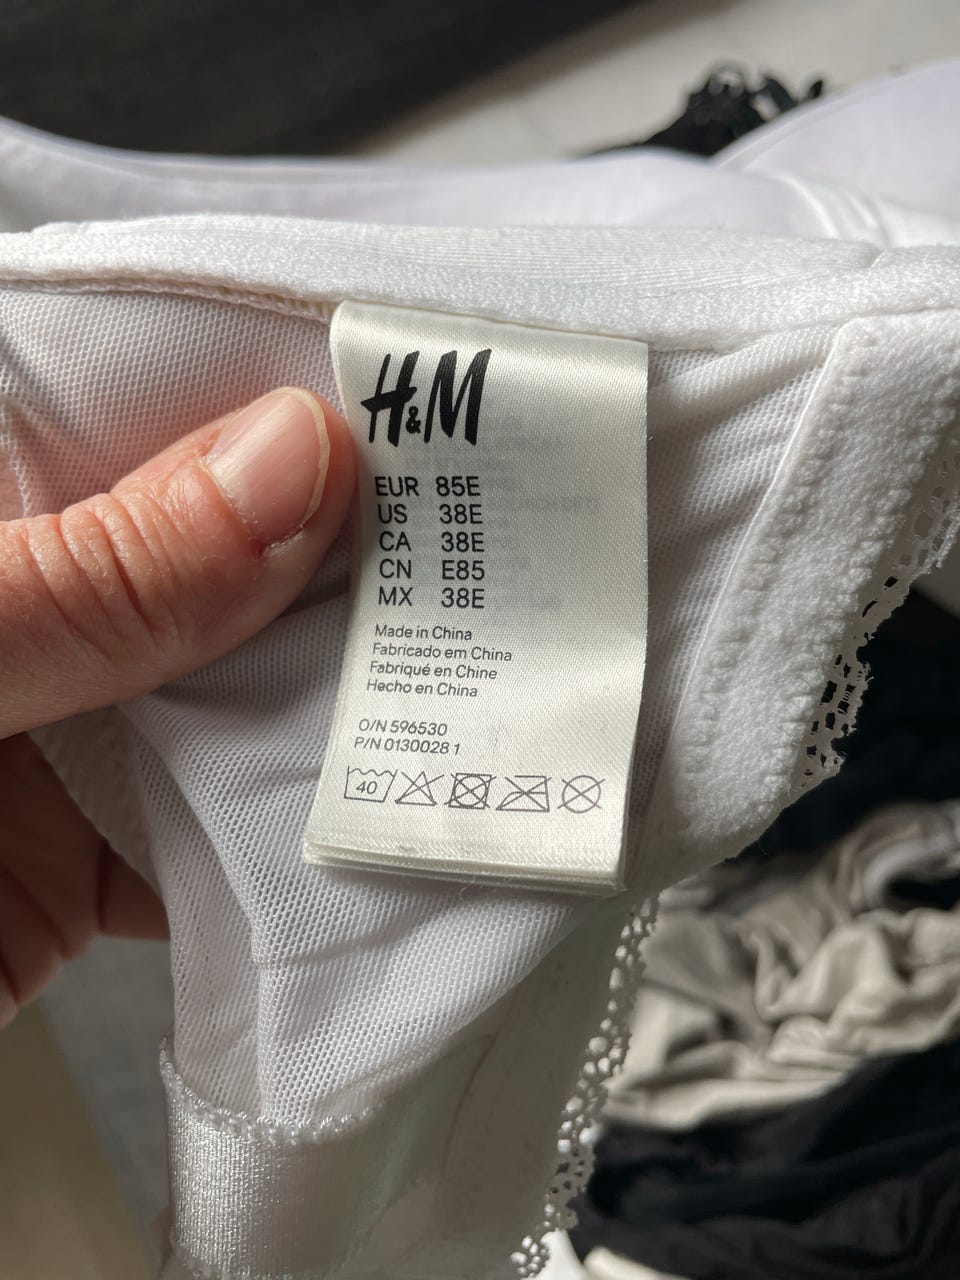 H&M
EUR 85E
US 38E
CA 38E
CN E85
MX 38E
Made in China
Fabricado em China
Fabriqué en Chine
Hecho en China
O/N 596530
P/N 0130028 1
40